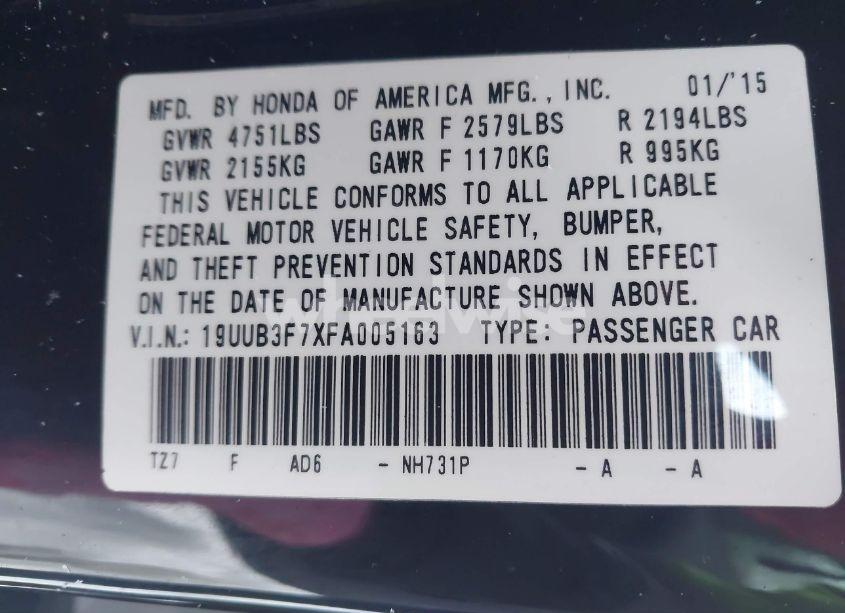 MFD. BY HONDA OF AMERICA MFG., INC. 01/'15
GVWR 4751LBS GAWR F 2579LBS R 2194LBS
GVWR 2155KG GAWR F 1170KG R 995KG
THIS VEHICLE CONFORMS TO ALL APPLICABLE
FEDERAL MOTOR VEHICLE SAFETY, BUMPER,
AND THEFT PREVENTION STANDARDS IN EFFECT
ON THE DATE OF MANUFACTURE SHOWN ABOVE.
wheelwise
V.I.N.: 19UUB3F7XFA005163 TYPE: PASSENGER CAR
TZ7 F AD6 - NH731P - A - A